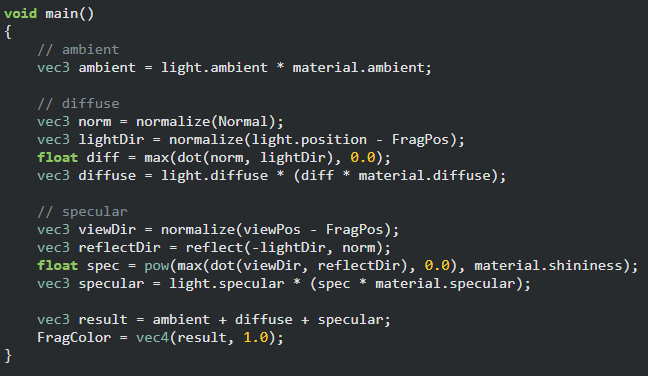 void main()
{
    // ambient
    vec3 ambient = light.ambient * material.ambient;
    // diffuse
    vec3 norm = normalize(Normal);
    vec3 lightDir = normalize(light.position - FragPos);
    float diff = max(dot(norm, lightDir), 0.0);
    vec3 diffuse = light.diffuse * (diff * material.diffuse);
    // specular
    vec3 viewDir = normalize(viewPos - FragPos);
    vec3 reflectDir = reflect(-lightDir, norm);
    float spec = pow(max(dot(viewDir, reflectDir), 0.0), material.shininess);
    vec3 specular = light.specular * (spec * material.specular);
    vec3 result = ambient + diffuse + specular;
    FragColor = vec4(result, 1.0);
}